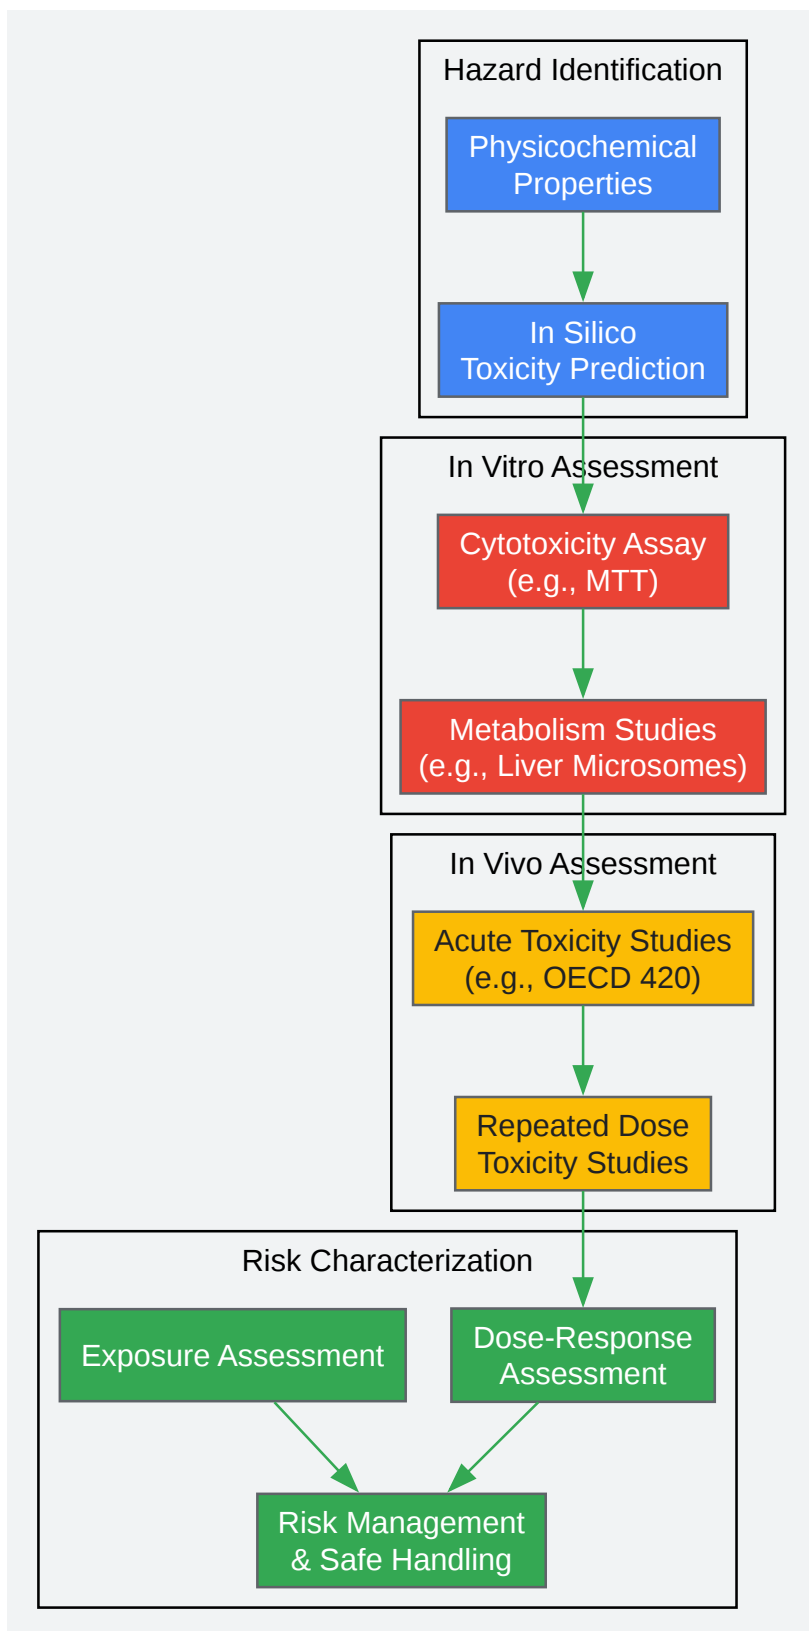 Hazard Identification
Physicochemical
Properties
In Silico
Toxicity Prediction
In Vitro Assessment
Cytotoxicity Assay
(e.g., MTT)
Metabolism Studies
(e.g., Liver Microsomes)
In Vivo Assessment
Acute Toxicity Studies
(e.g., OECD 420)
Repeated Dose
Toxicity Studies
Risk Characterization
Exposure Assessment
Dose-Response
Assessment
Risk Management
& Safe Handling